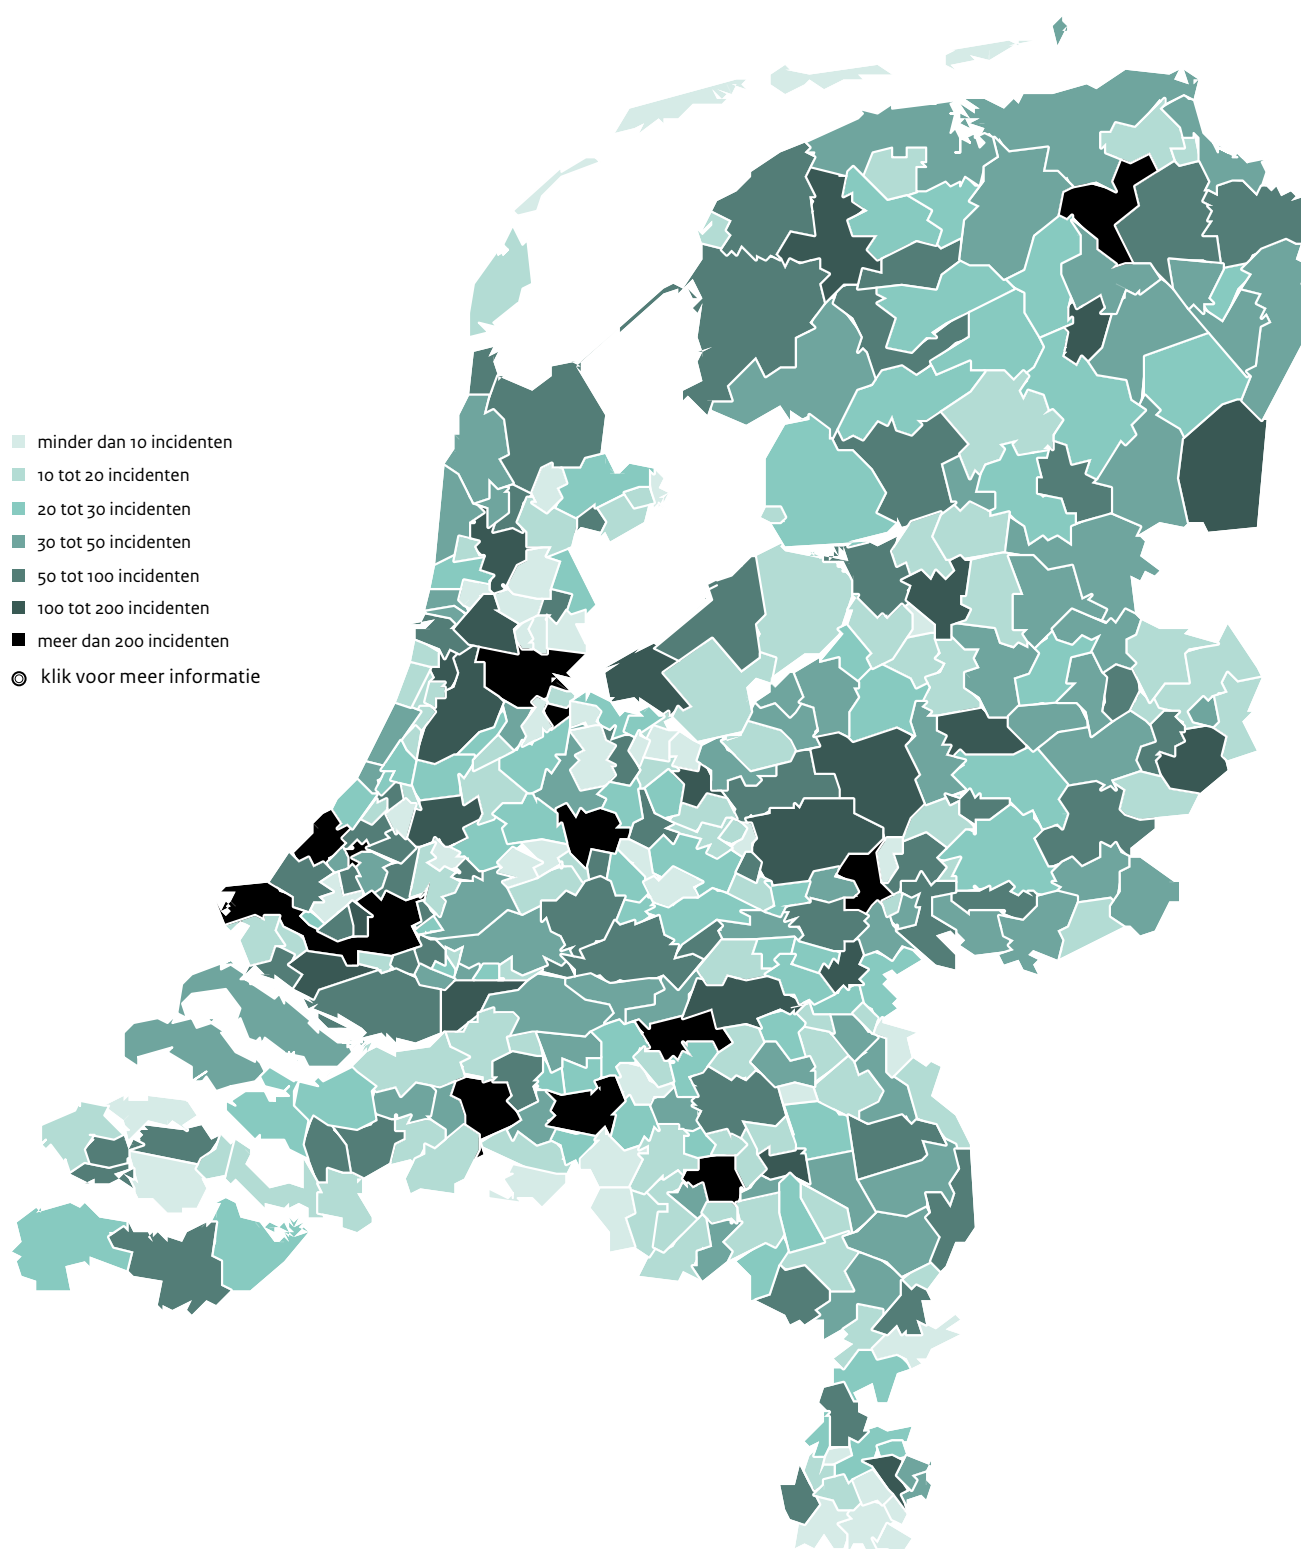 minder dan 10 incidenten
10 tot 20 incidenten
20 tot 30 incidenten
30 tot 50 incidenten
50 tot 100 incidenten
100 tot 200 incidenten
meer dan 200 incidenten
klik voor meer informatie